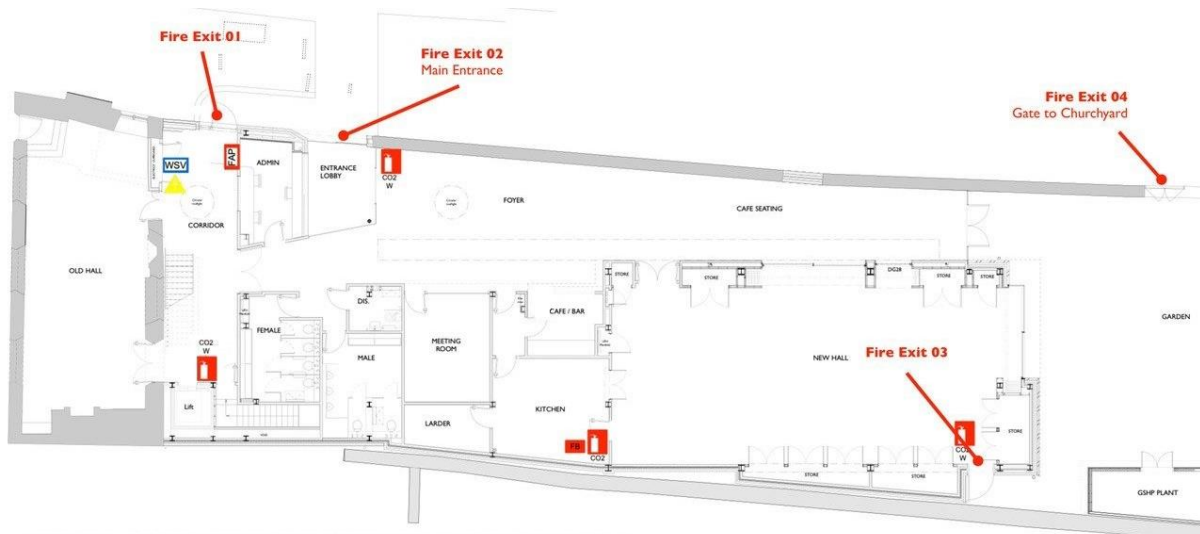 Fire Exit 01
Fire Exit 02
Main Entrance
Fire Exit 04
Gate to Churchyard
WSV
FAP
ADMIN
ENTRANCE
LOBBY
CO2
W
FOYER
CAFE SEATING
CORRIDOR
OLD HALL
STORE
STORE
DG28
STORE
STORE
DIS.
CAFE / BAR
GARDEN
FEMALE
MEETING
ROOM
MALE
NEW HALL
Fire Exit 03
CO2
W
Lift
KITCHEN
LARDER
STORE
FB
CO2
CO2
W
STORE
STORE
GSHP PLANT